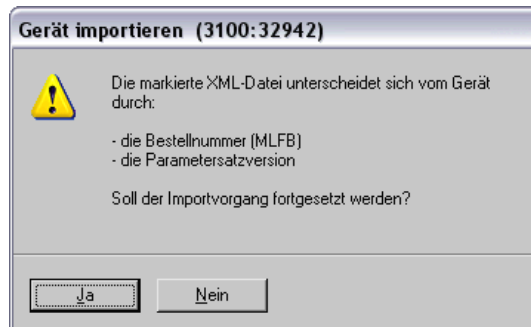 Gerät importieren (3100:32942)
Die markierte XML-Datei unterscheidet sich vom Gerät
durch:
- die Bestellnummer (MLFB)
- die Parametersatzversion
Soll der Importvorgang fortgesetzt werden?
Ja
Nein